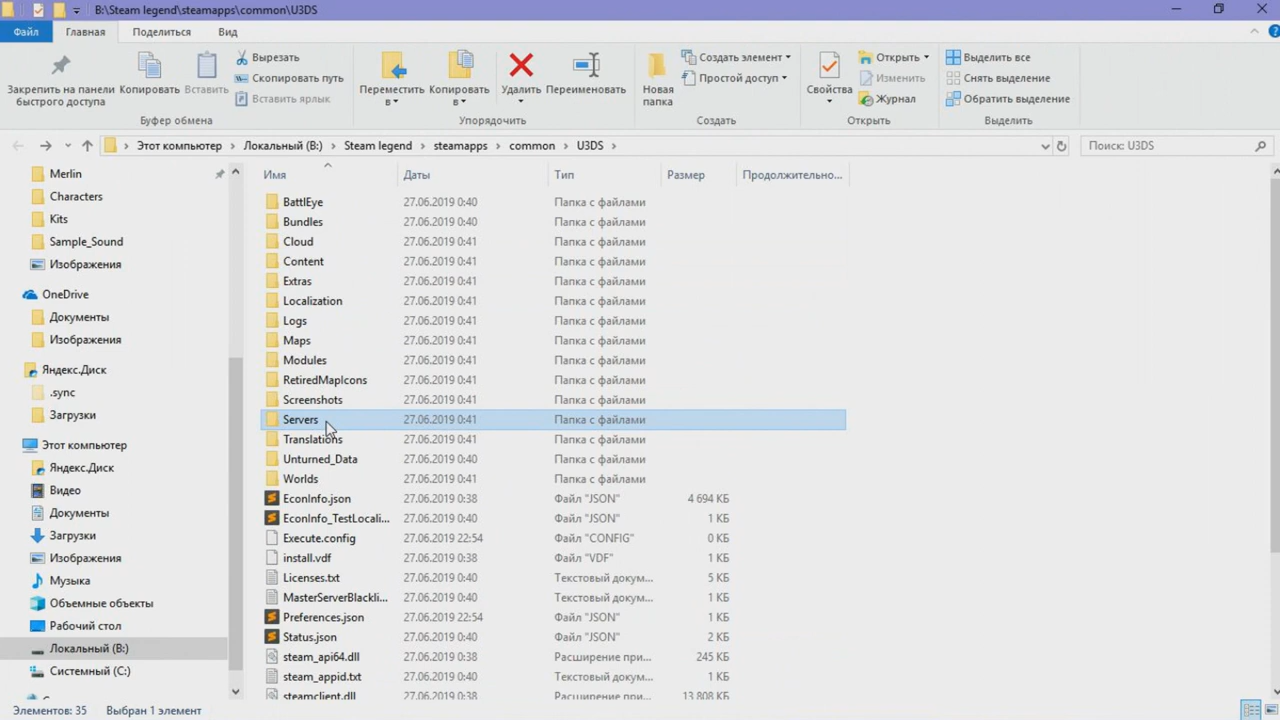 B:\Steam legend\steamapps\common\U3DS
Файл Главная Поделиться Вид
Закрепить на панели быстрого доступа
Копировать
Вставить
Вырезать
Скопировать путь
Вставить ярлык
Буфер обмена
Переместить в
Копировать в
Удалить
Переименовать
Упорядочить
Новая папка
Создать элемент
Простой доступ
Создать
Свойства
Открыть
Изменить
Журнал
Открыть
Выделить все
Снять выделение
Обратить выделение
Выделить
Этот компьютер Локальный (B:) Steam legend steamapps common U3DS
Поиск: U3DS
Merlin
Characters
Kits
Sample_Sound
Изображения
OneDrive
Документы
Изображения
Яндекс.Диск
.sync
Загрузки
Этот компьютер
Яндекс.Диск
Видео
Документы
Загрузки
Изображения
Музыка
Объемные объекты
Рабочий стол
Локальный (B:)
Системный (C:)
Имя Даты Тип Размер Продолжительно...
BattlEye 27.06.2019 0:40 Папка с файлами
Bundles 27.06.2019 0:40 Папка с файлами
Cloud 27.06.2019 0:41 Папка с файлами
Content 27.06.2019 0:41 Папка с файлами
Extras 27.06.2019 0:41 Папка с файлами
Localization 27.06.2019 0:41 Папка с файлами
Logs 27.06.2019 0:41 Папка с файлами
Maps 27.06.2019 0:41 Папка с файлами
Modules 27.06.2019 0:41 Папка с файлами
RetiredMapIcons 27.06.2019 0:41 Папка с файлами
Screenshots 27.06.2019 0:41 Папка с файлами
Servers 27.06.2019 0:41 Папка с файлами
Translations 27.06.2019 0:41 Папка с файлами
Unturned_Data 27.06.2019 0:40 Папка с файлами
Worlds 27.06.2019 0:41 Папка с файлами
EconInfo.json 27.06.2019 0:38 Файл "JSON" 4 694 КБ
EconInfo_TestLocali... 27.06.2019 0:40 Файл "JSON" 1 КБ
Execute.config 27.06.2019 22:54 Файл "CONFIG" 0 КБ
install.vdf 27.06.2019 0:38 Файл "VDF" 1 КБ
Licenses.txt 27.06.2019 0:40 Текстовый докум... 5 КБ
MasterServerBlackli... 27.06.2019 0:40 Текстовый докум... 1 КБ
Preferences.json 27.06.2019 22:54 Файл "JSON" 1 КБ
Status.json 27.06.2019 0:40 Файл "JSON" 2 КБ
steam_api64.dll 27.06.2019 0:38 Расширение при... 245 КБ
steam_appid.txt 27.06.2019 0:40 Текстовый докум... 1 КБ
steamclient.dll 27.06.2019 0:38 Расширение при... 13 808 КБ
Элементов: 35 Выбран 1 элемент